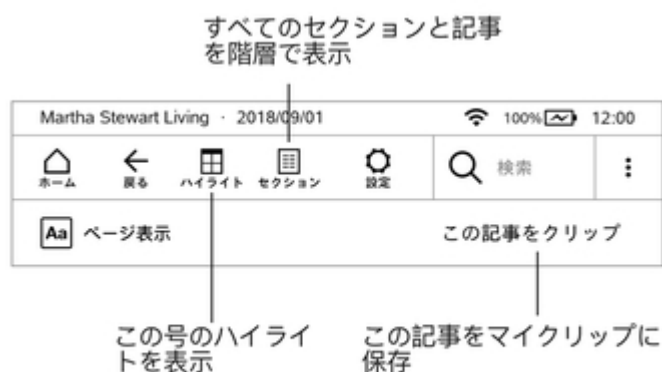 すべてのセクションと記事
を階層で表示
Martha Stewart Living · 2018/09/01 100% 12:00
ホーム 戻る ハイライト セクション 設定 検索
Aa ページ表示 この記事をクリップ
この号のハイライ
トを表示
この記事をマイクリップに
保存